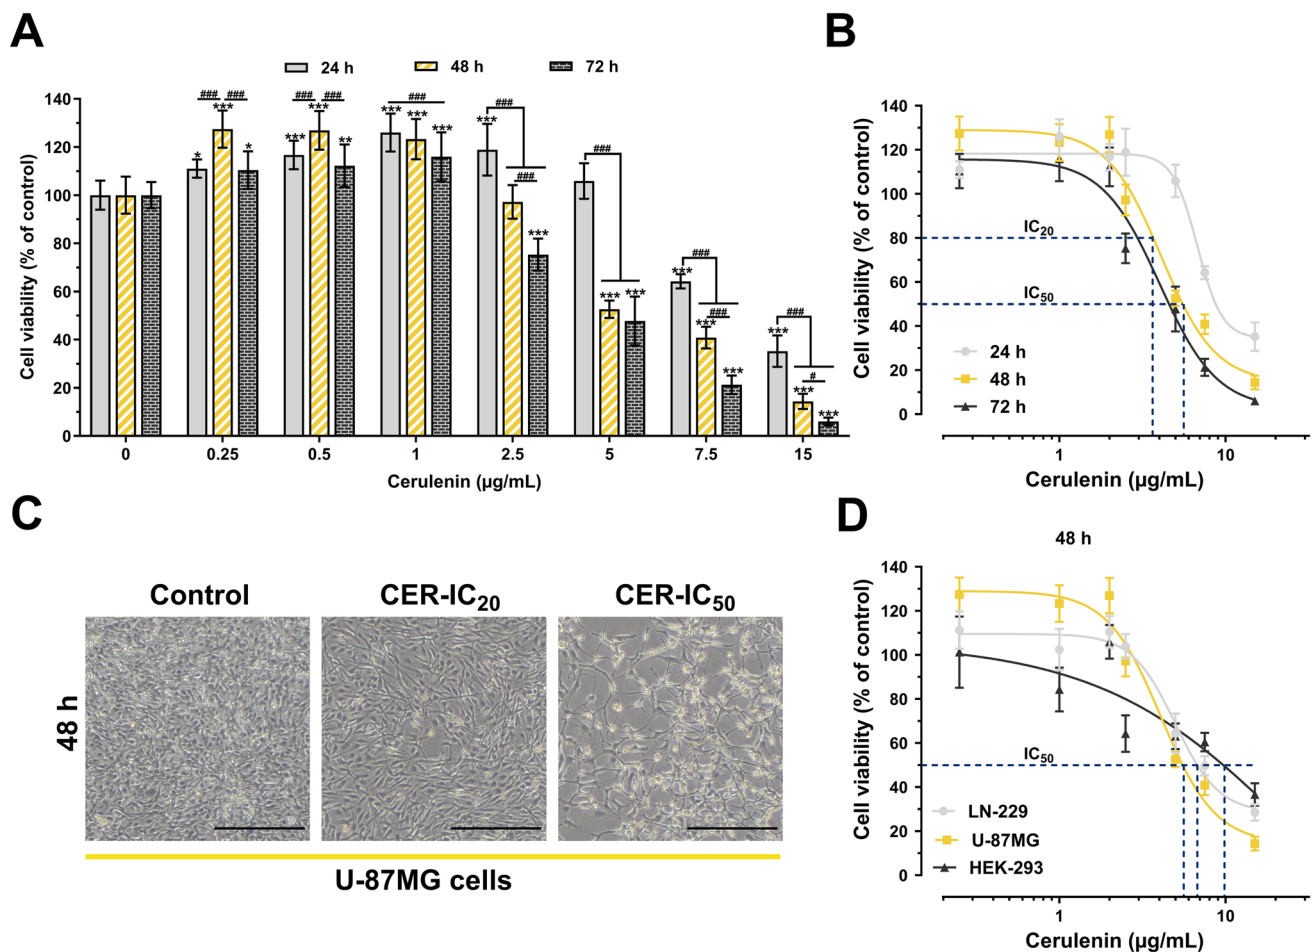 A
24 h
48 h
72 h
Cell viability (% of control)
140
120
100
80
60
40
20
0
###
###
###
###
###
###
###
###
###
###
###
#
*
***
*
***
***
**
***
***
***
***
***
***
***
***
***
***
***
***
***
0
0.25
0.5
1
2.5
5
7.5
15
Cerulenin (µg/mL)
B
Cell viability (% of control)
140
120
100
80
60
40
20
0
IC20
IC50
24 h
48 h
72 h
1
10
Cerulenin (µg/mL)
C
Control
CER-IC20
CER-IC50
48 h
U-87MG cells
D
48 h
Cell viability (% of control)
140
120
100
80
60
40
20
0
IC50
LN-229
U-87MG
HEK-293
1
10
Cerulenin (µg/mL)